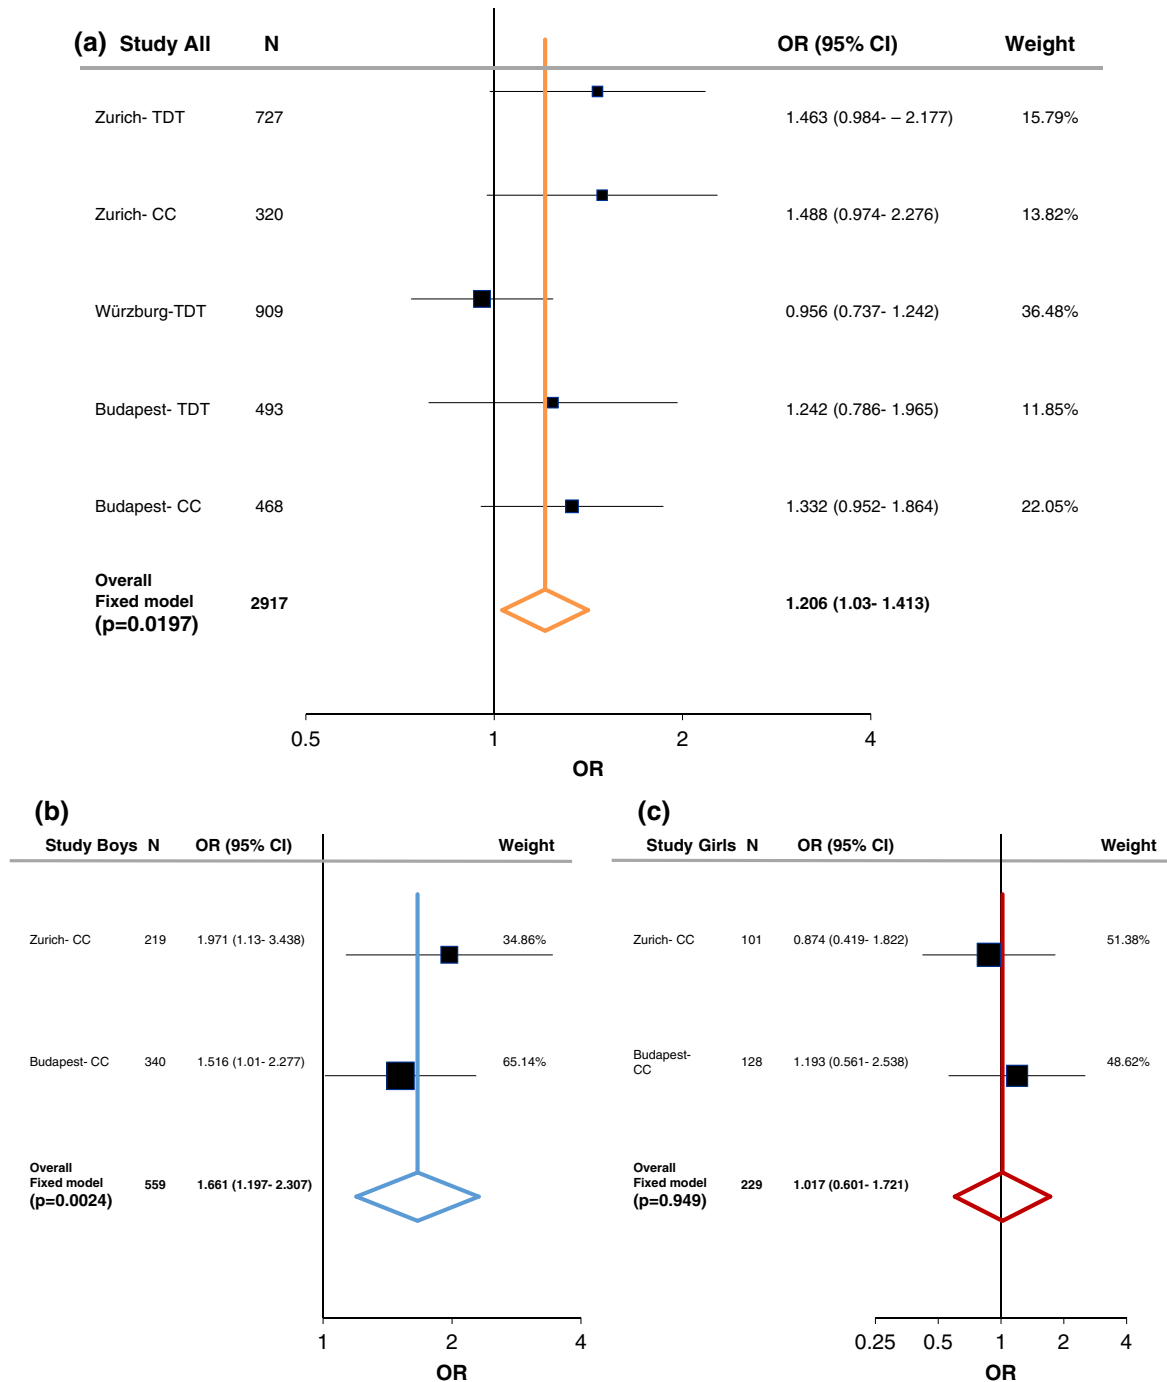 (a) Study All N OR (95% CI) Weight
Zurich- TDT 727 1.463 (0.984- – 2.177) 15.79%
Zurich- CC 320 1.488 (0.974- 2.276) 13.82%
Würzburg-TDT 909 0.956 (0.737- 1.242) 36.48%
Budapest- TDT 493 1.242 (0.786- 1.965) 11.85%
Budapest- CC 468 1.332 (0.952- 1.864) 22.05%
Overall
Fixed model 2917 1.206 (1.03- 1.413)
(p=0.0197)
0.5 1 2 4
OR
(b)
Study Boys N OR (95% CI) Weight
Zurich- CC 219 1.971 (1.13- 3.438) 34.86%
Budapest- CC 340 1.516 (1.01- 2.277) 65.14%
Overall
Fixed model 559 1.661 (1.197- 2.307)
(p=0.0024)
1 2 4
OR
(c)
Study Girls N OR (95% CI) Weight
Zurich- CC 101 0.874 (0.419- 1.822) 51.38%
Budapest-
CC 128 1.193 (0.561- 2.538) 48.62%
Overall
Fixed model 229 1.017 (0.601- 1.721)
(p=0.949)
0.25 0.5 1 2 4
OR